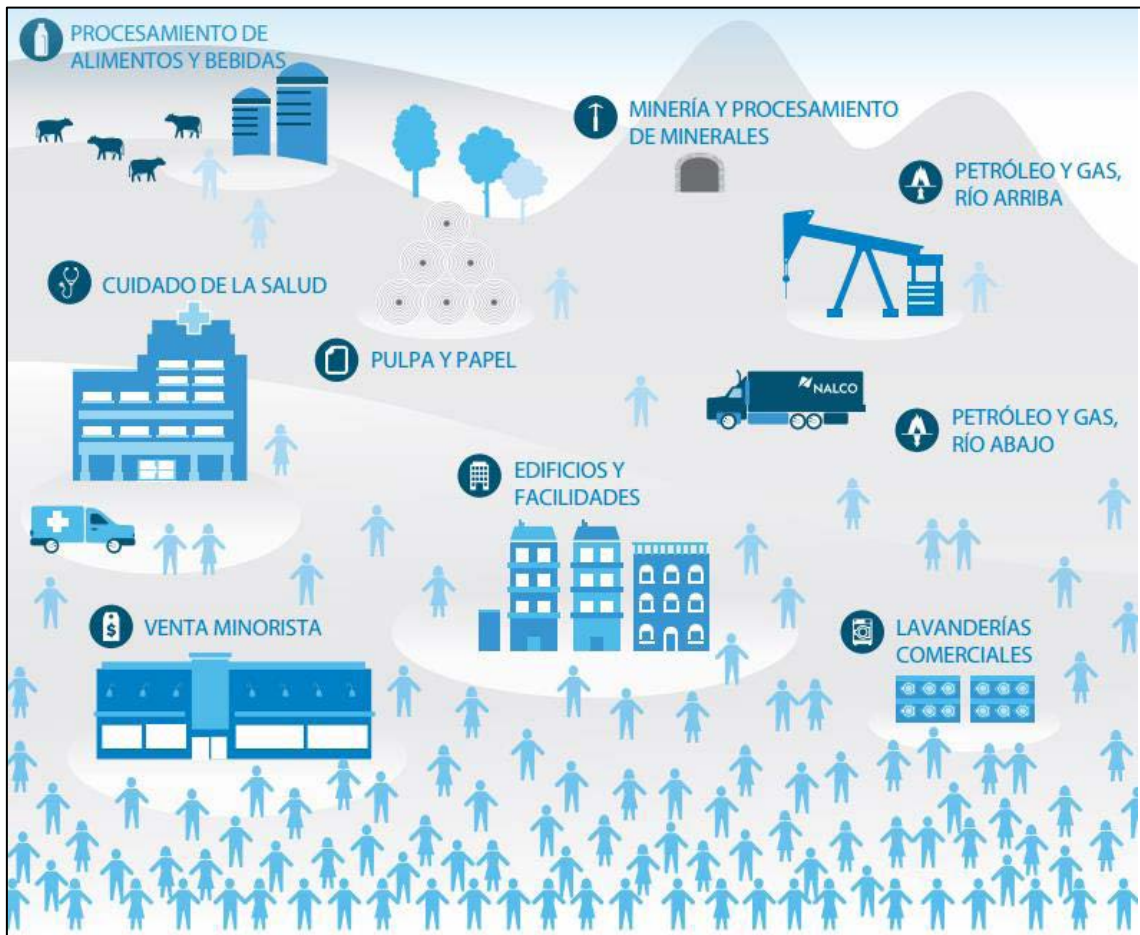 PROCESAMIENTO DE
ALIMENTOS Y BEBIDAS
MINERÍA Y PROCESAMIENTO
DE MINERALES
PETRÓLEO Y GAS,
RÍO ARRIBA
CUIDADO DE LA SALUD
PULPA Y PAPEL
NALCO
PETRÓLEO Y GAS,
RÍO ABAJO
EDIFICIOS Y
FACILIDADES
$
VENTA MINORISTA
LAVANDERÍAS
COMERCIALES